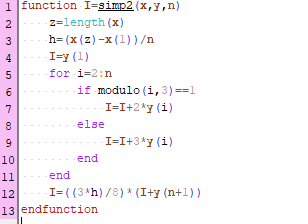 1 function I=simp2(x,y,n)
2 z=length(x)
3 h=(x(z)-x(1))/n
4 I=y(1)
5 for i=2:n
6 if modulo(i,3)==1
7 I=I+2*y(i)
8 else
9 I=I+3*y(i)
10 end
11 end
12 I=((3*h)/8)*(I+y(n+1))
13 endfunction